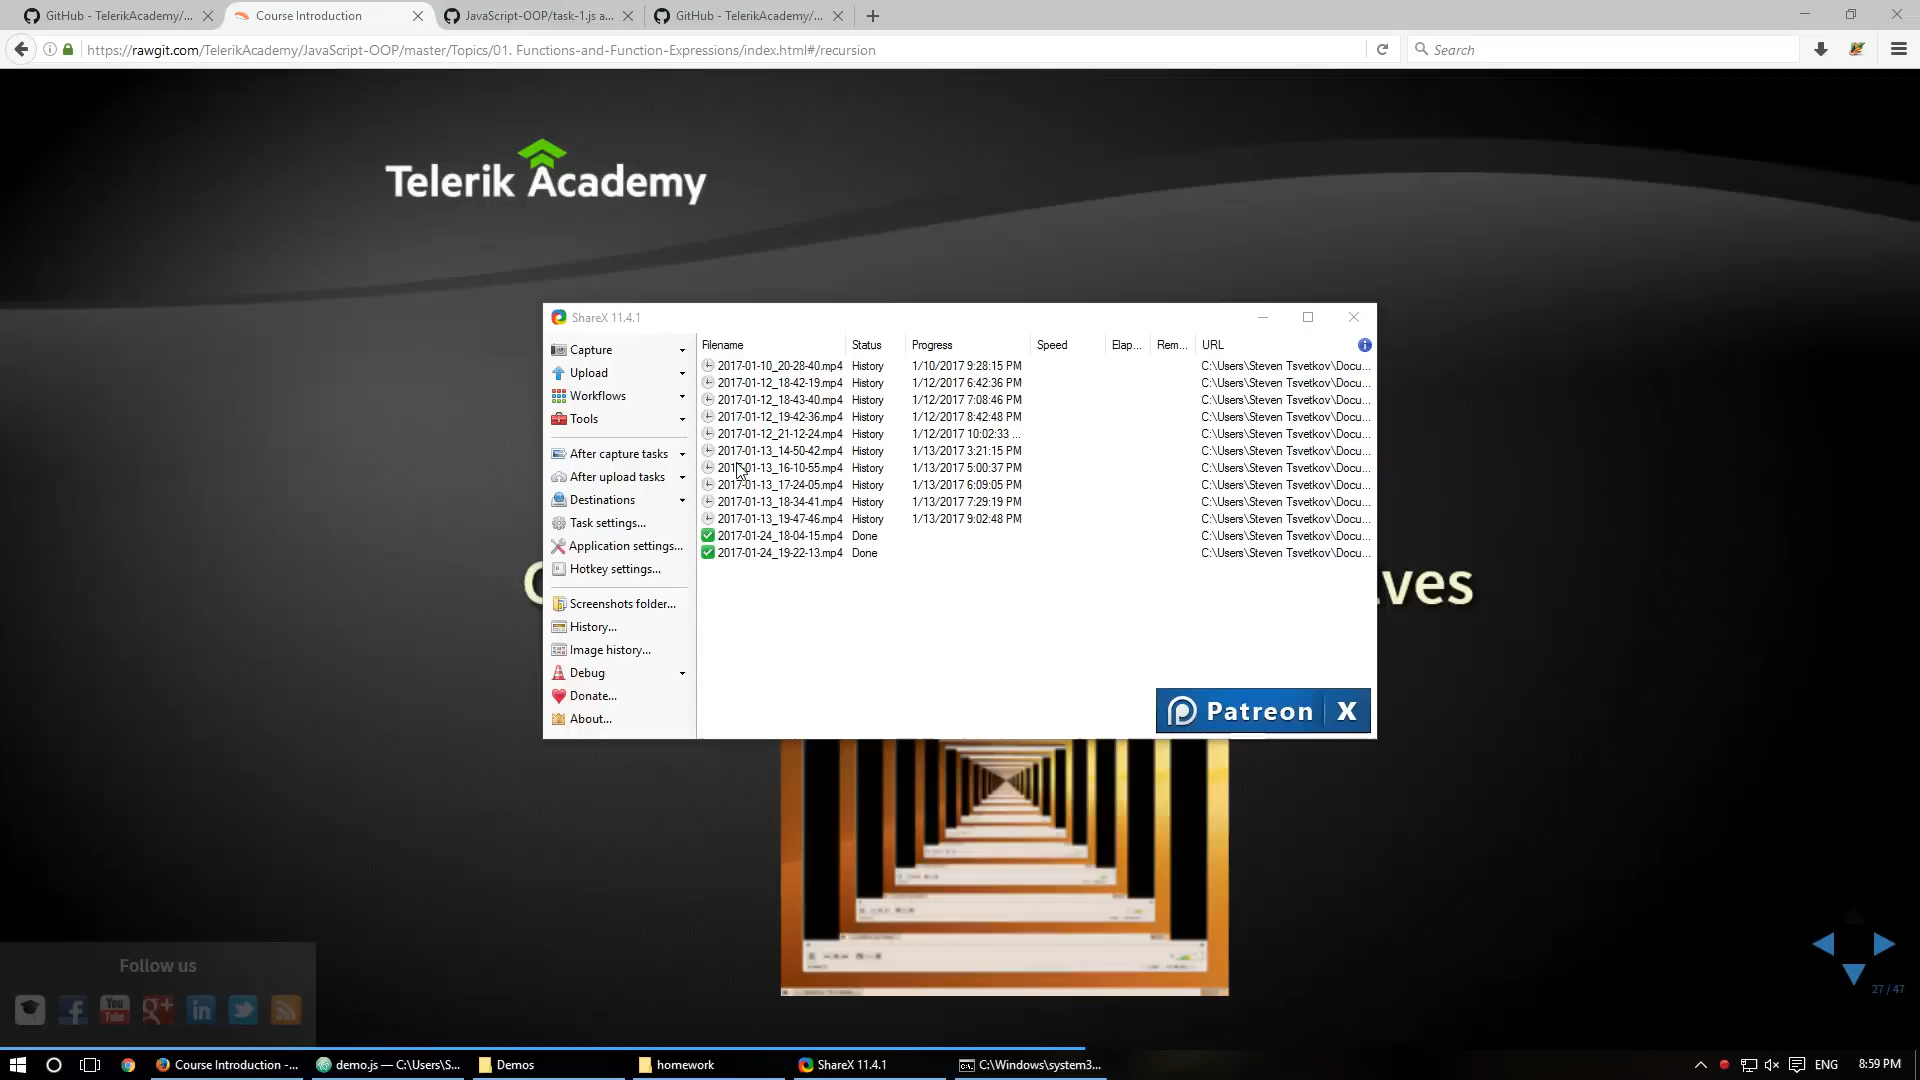 GitHub - TelerikAcademy/...
Course Introduction
JavaScript-OOP/task-1.js a...
GitHub - TelerikAcademy/...
https://rawgit.com/TelerikAcademy/JavaScript-OOP/master/Topics/01. Functions-and-Function-Expressions/index.html#/recursion
Search
Telerik Academy
ShareX 11.4.1
Capture
Upload
Workflows
Tools
After capture tasks
After upload tasks
Destinations
Task settings...
Application settings...
Hotkey settings...
Screenshots folder...
History...
Image history...
Debug
Donate...
About...
Filename Status Progress Speed Elap... Rem... URL
2017-01-10_20-28-40.mp4 History 1/10/2017 9:28:15 PM C:\Users\Steven Tsvetkov\Docu...
2017-01-12_18-42-19.mp4 History 1/12/2017 6:42:36 PM C:\Users\Steven Tsvetkov\Docu...
2017-01-12_18-43-40.mp4 History 1/12/2017 7:08:46 PM C:\Users\Steven Tsvetkov\Docu...
2017-01-12_19-42-36.mp4 History 1/12/2017 8:42:48 PM C:\Users\Steven Tsvetkov\Docu...
2017-01-12_21-12-24.mp4 History 1/12/2017 10:02:33 ... C:\Users\Steven Tsvetkov\Docu...
2017-01-13_14-50-42.mp4 History 1/13/2017 3:21:15 PM C:\Users\Steven Tsvetkov\Docu...
2017-01-13_16-10-55.mp4 History 1/13/2017 5:00:37 PM C:\Users\Steven Tsvetkov\Docu...
2017-01-13_17-24-05.mp4 History 1/13/2017 6:09:05 PM C:\Users\Steven Tsvetkov\Docu...
2017-01-13_18-34-41.mp4 History 1/13/2017 7:29:19 PM C:\Users\Steven Tsvetkov\Docu...
2017-01-13_19-47-46.mp4 History 1/13/2017 9:02:48 PM C:\Users\Steven Tsvetkov\Docu...
2017-01-24_18-04-15.mp4 Done C:\Users\Steven Tsvetkov\Docu...
2017-01-24_19-22-13.mp4 Done C:\Users\Steven Tsvetkov\Docu...
Patreon X
lves
Follow us
You
Tube
27 / 47
Course Introduction -...
demo.js — C:\Users\S...
Demos
homework
ShareX 11.4.1
C:\Windows\system3...
ENG
8:59 PM